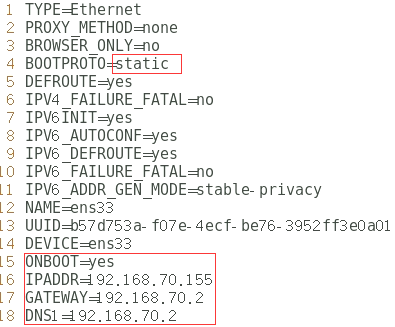 1 TYPE=Ethernet
2 PROXY_METHOD=none
3 BROWSER_ONLY=no
4 BOOTPROTO=static
5 DEFROUTE=yes
6 IPV4_FAILURE_FATAL=no
7 IPV6INIT=yes
8 IPV6_AUTOCONF=yes
9 IPV6_DEFROUTE=yes
10 IPV6_FAILURE_FATAL=no
11 IPV6_ADDR_GEN_MODE=stable-privacy
12 NAME=ens33
13 UUID=b57d753a-f07e-4ecf-be76-3952ff3e0a01
14 DEVICE=ens33
15 ONBOOT=yes
16 IPADDR=192.168.70.155
17 GATEWAY=192.168.70.2
18 DNS1=192.168.70.2